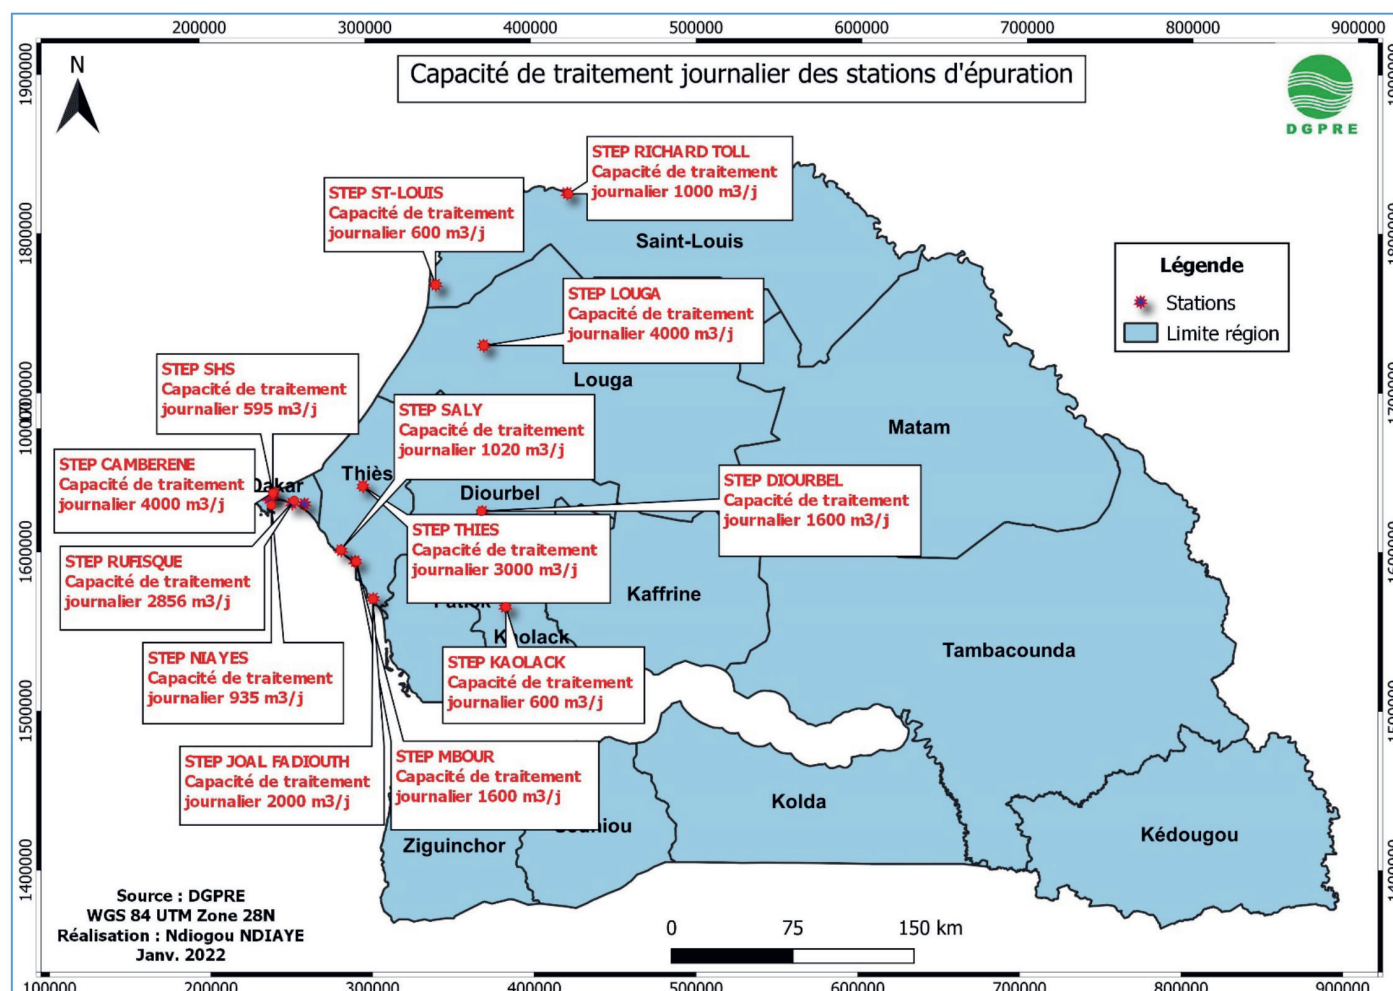 200000 300000 400000 500000 600000 700000 800000 900000
Capacité de traitement journalier des stations d'épuration
N
DGPRE
1900000
1800000
1700000
1600000
1500000
1400000
STEP RICHARD TOLL
Capacité de traitement
journalier 1000 m3/j
STEP ST-LOUIS
Capacité de traitement
journalier 600 m3/j
Saint-Louis
Légende
Stations
Limite région
STEP LOUGA
Capacité de traitement
journalier 4000 m3/j
Louga
STEP SHS
Capacité de traitement
journalier 595 m3/j
STEP SALY
Capacité de traitement
journalier 1020 m3/j
Matam
STEP CAMBERENE
Capacité de traitement
journalier 4000 m3/j
Dakar
Thiès
Diourbel
STEP DIOURBEL
Capacité de traitement
journalier 1600 m3/j
STEP THIES
Capacité de traitement
journalier 3000 m3/j
STEP RUFISQUE
Capacité de traitement
journalier 2856 m3/j
Kaffrine
Kaolack
STEP NIAYES
Capacité de traitement
journalier 935 m3/j
STEP KAOLACK
Capacité de traitement
journalier 600 m3/j
Tambacounda
STEP JOAL FADIOUTH
Capacité de traitement
journalier 2000 m3/j
STEP MBOUR
Capacité de traitement
journalier 1600 m3/j
Kolda
Kédougou
Ziguinchor
Source : DGPRE
WGS 84 UTM Zone 28N
Réalisation : Ndiogou NDIAYE
Janv. 2022
0 75 150 km
100000 200000 300000 400000 500000 600000 700000 800000 900000